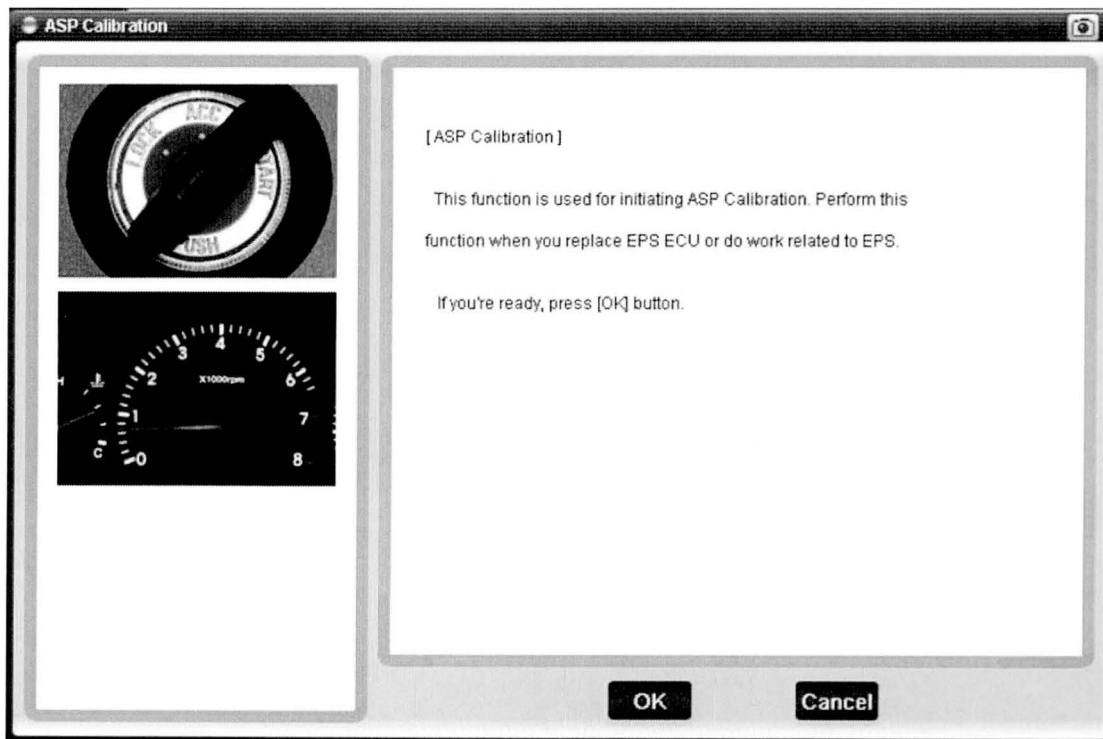 ASP Calibration
LOCK
ACC
START
PUSH
[ ASP Calibration ]
This function is used for initiating ASP Calibration. Perform this
function when you replace EPS ECU or do work related to EPS.
If you're ready, press [OK] button.
H
C
X1000rpm
0
1
2
3
4
5
6
7
8
OK
Cancel